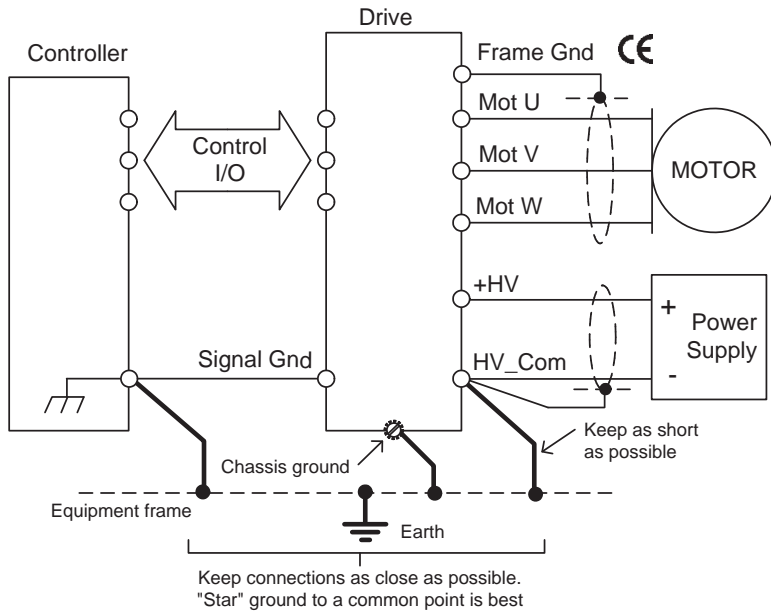 Drive
Controller
Frame Gnd
CE
Mot U
Control
I/O
Mot V
MOTOR
Mot W
+HV
+
Power
Supply
Signal Gnd
HV_Com
-
Keep as short
as possible
Chassis ground
Equipment frame
Earth
Keep connections as close as possible.
"Star" ground to a common point is best